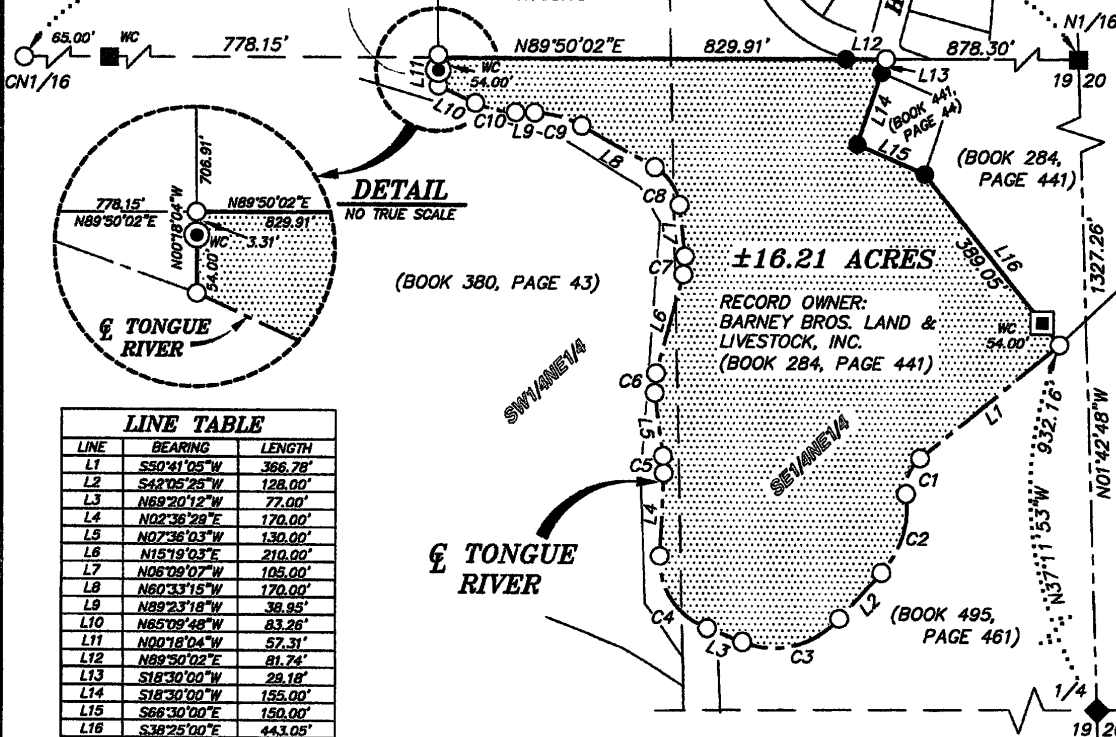 65.00'
WC
778.15'
N89°50'02"E
829.91'
L12
878.30'
N1/16
CN1/16
L11
WC
54.00'
L13
19 20
L10
C10
L9-C9
L14
(BOOK 441,
PAGE 44)
L15
L8
(BOOK 284,
PAGE 441)
DETAIL
NO TRUE SCALE
C8
706.91'
778.15'
N89°50'02"E
N89°50'02"E
829.91'
N00°18'04"W
WC
3.31'
54.00'
L7
C7
±16.21 ACRES
L16
389.05'
1327.26'
(BOOK 380, PAGE 43)
RECORD OWNER:
BARNEY BROS. LAND &
LIVESTOCK, INC.
(BOOK 284, PAGE 441)
WC
54.00'
℄ TONGUE
RIVER
L6
SW1/4NE1/4
C6
L1
932.16'
N37°11'53"W
N01°42'48"W
L5
SE1/4NE1/4
C5
C1
L4
C2
℄ TONGUE
RIVER
L2
C4
L3
C3
(BOOK 495,
PAGE 461)
1/4
19 20
LINE TABLE
LINE BEARING LENGTH
L1 S50°41'05"W 366.78'
L2 S42°05'25"W 128.00'
L3 N69°20'12"W 77.00'
L4 N02°36'29"E 170.00'
L5 N07°36'03"W 130.00'
L6 N15°19'03"E 210.00'
L7 N06°09'07"W 105.00'
L8 N60°33'15"W 170.00'
L9 N89°23'18"W 38.95'
L10 N65°09'48"W 83.26'
L11 N00°18'04"W 57.31'
L12 N89°50'02"E 81.74'
L13 S18°30'00"W 29.18'
L14 S18°30'00"W 155.00'
L15 S66°30'00"E 150.00'
L16 S38°25'00"E 443.05'